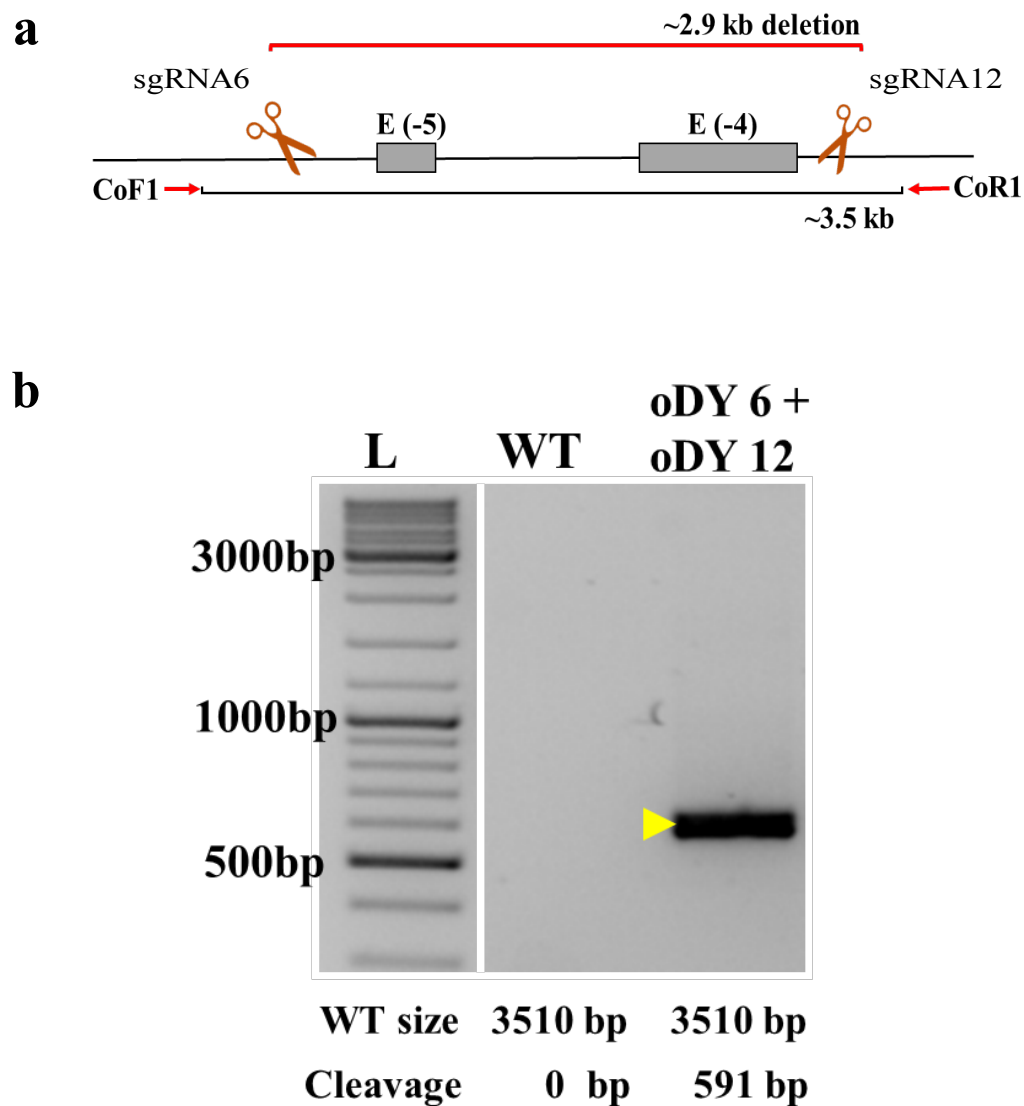 a
~2.9 kb deletion
sgRNA6
sgRNA12
E (-5)
E (-4)
CoF1
CoR1
~3.5 kb
b
oDY 6 +
L WT oDY 12
3000bp
1000bp
500bp
WT size 3510 bp 3510 bp
Cleavage 0 bp 591 bp